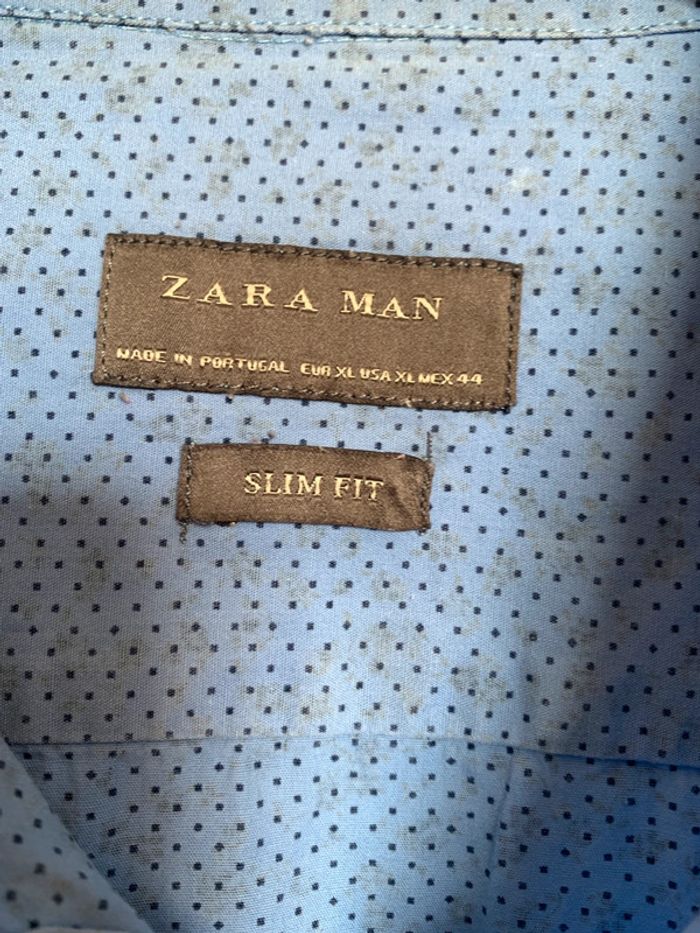 ZARA MAN
MADE IN PORTUGAL EUR XL USA XL MEX 44
SLIM FIT